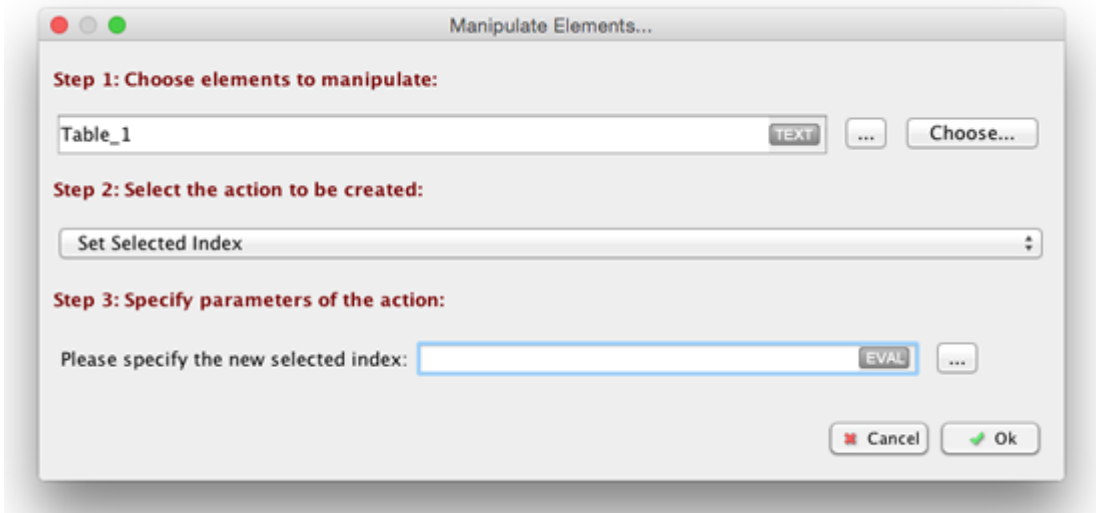 Manipulate Elements...
Step 1: Choose elements to manipulate:
Table_1 TEXT ... Choose...
Step 2: Select the action to be created:
Set Selected Index
Step 3: Specify parameters of the action:
Please specify the new selected index: EVAL ...
Cancel Ok